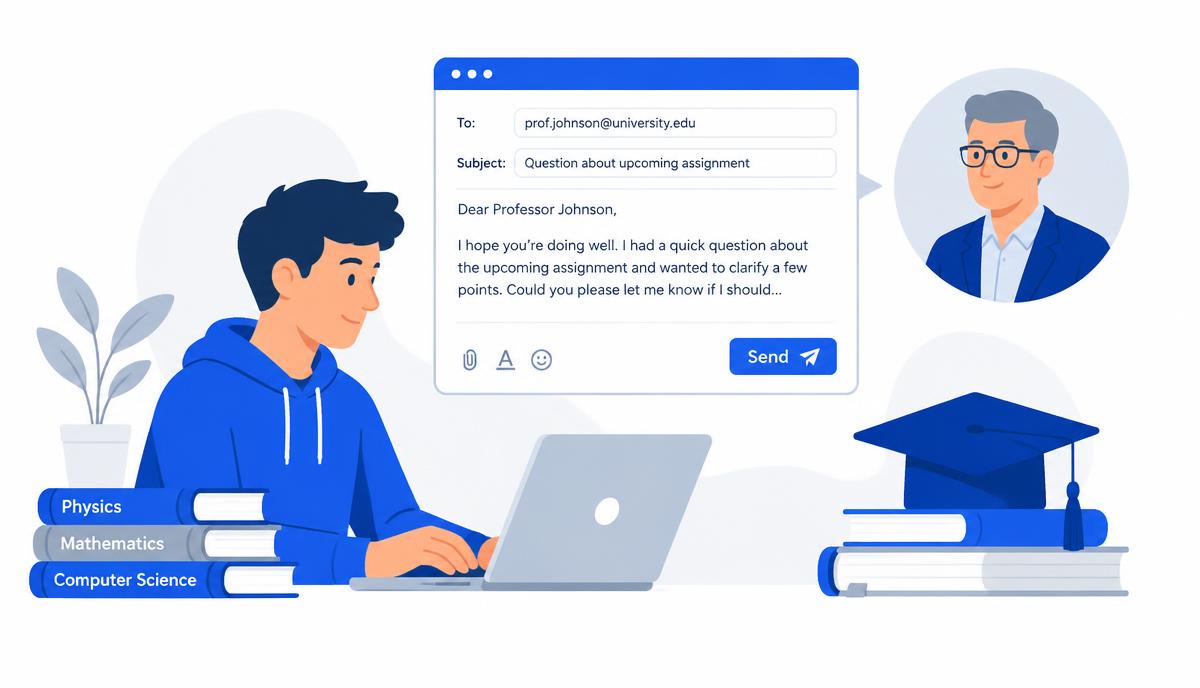 To: prof.johnson@university.edu
Subject: Question about upcoming assignment
Dear Professor Johnson,
I hope you’re doing well. I had a quick question about
the upcoming assignment and wanted to clarify a few
points. Could you please let me know if I should...
A
Send
Physics
Mathematics
Computer Science